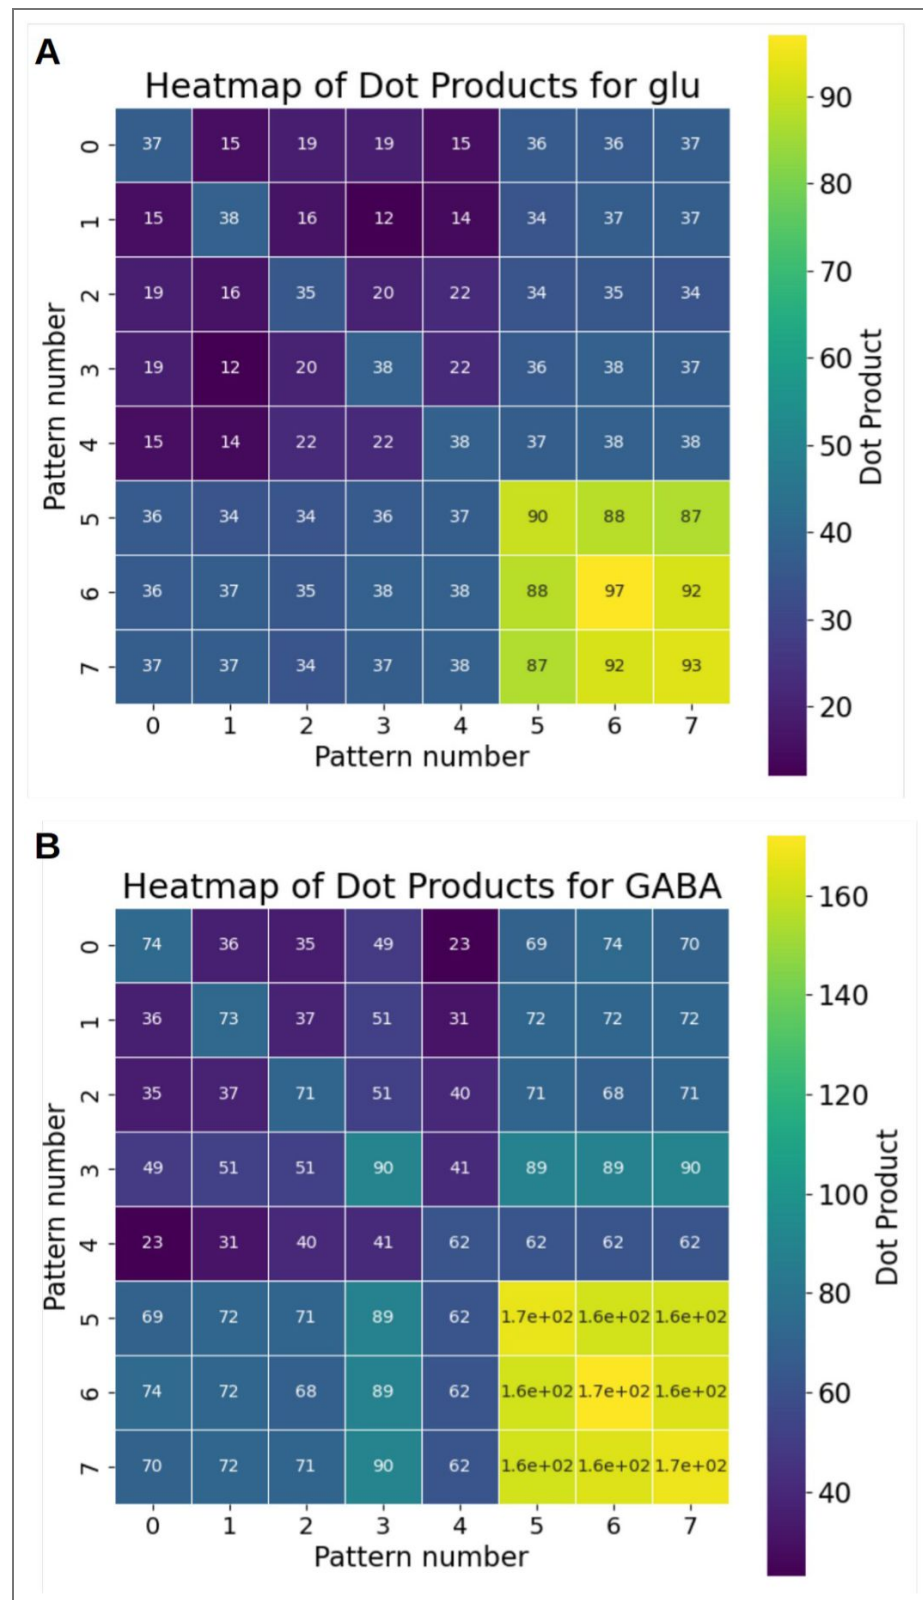 A
Heatmap of Dot Products for glu
0 37 15 19 19 15 36 36 37
1 15 38 16 12 14 34 37 37
2 19 16 35 20 22 34 35 34
3 19 12 20 38 22 36 38 37
4 15 14 22 22 38 37 38 38
5 36 34 34 36 37 90 88 87
6 36 37 35 38 38 88 97 92
7 37 37 34 37 38 87 92 93
0 1 2 3 4 5 6 7
Pattern number
Pattern number
90
80
70
60
50
40
30
20
Dot Product
B
Heatmap of Dot Products for GABA
0 74 36 35 49 23 69 74 70
1 36 73 37 51 31 72 72 72
2 35 37 71 51 40 71 68 71
3 49 51 51 90 41 89 89 90
4 23 31 40 41 62 62 62 62
5 69 72 71 89 62 1.7e+02 1.6e+02 1.6e+02
6 74 72 68 89 62 1.6e+02 1.7e+02 1.6e+02
7 70 72 71 90 62 1.6e+02 1.6e+02 1.7e+02
0 1 2 3 4 5 6 7
Pattern number
Pattern number
160
140
120
100
80
60
40
Dot Product